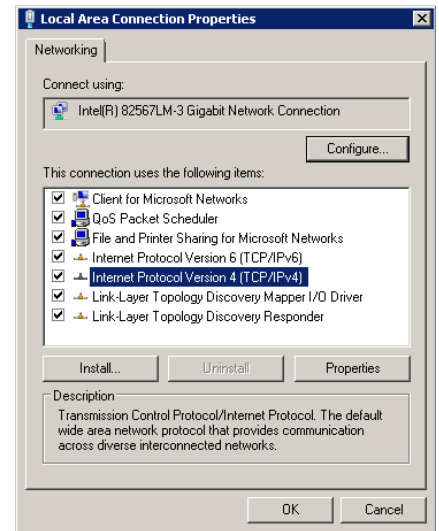 Local Area Connection Properties
Networking
Connect using:
Intel(R) 82567LM-3 Gigabit Network Connection
Configure...
This connection uses the following items:
Client for Microsoft Networks
QoS Packet Scheduler
File and Printer Sharing for Microsoft Networks
Internet Protocol Version 6 (TCP/IPv6)
Internet Protocol Version 4 (TCP/IPv4)
Link-Layer Topology Discovery Mapper I/O Driver
Link-Layer Topology Discovery Responder
Install...
Uninstall
Properties
Description
Transmission Control Protocol/Internet Protocol. The default
wide area network protocol that provides communication
across diverse interconnected networks.
OK
Cancel